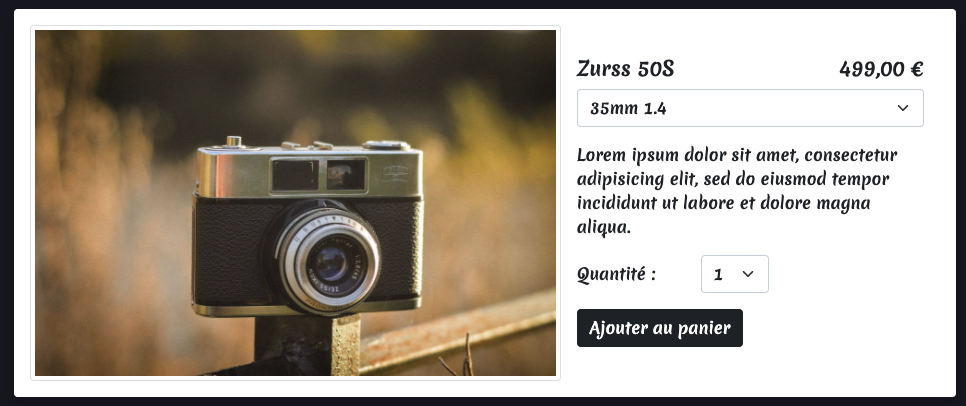 Zurss 50S
499,00 €
35mm 1.4
Lorem ipsum dolor sit amet, consectetur
adipisicing elit, sed do eiusmod tempor
incididunt ut labore et dolore magna
aliqua.
Quantité :
1
Ajouter au panier